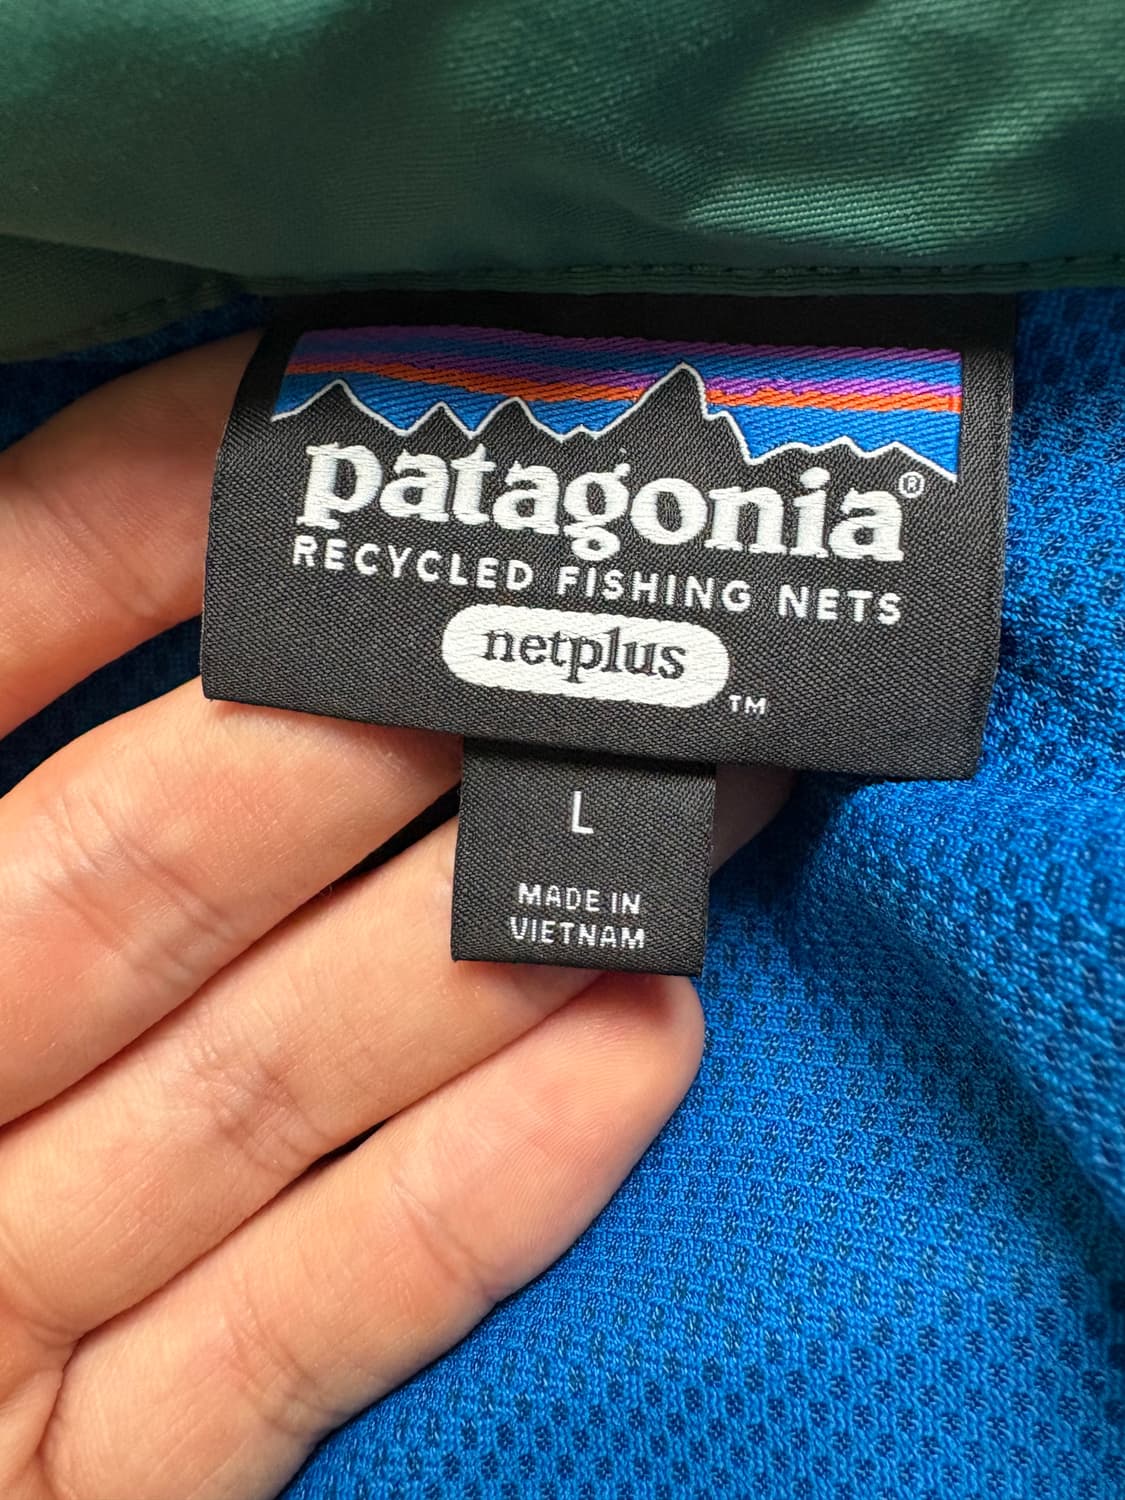 patagonia®
RECYCLED FISHING NETS
netplus
™
L
MADE IN
VIETNAM